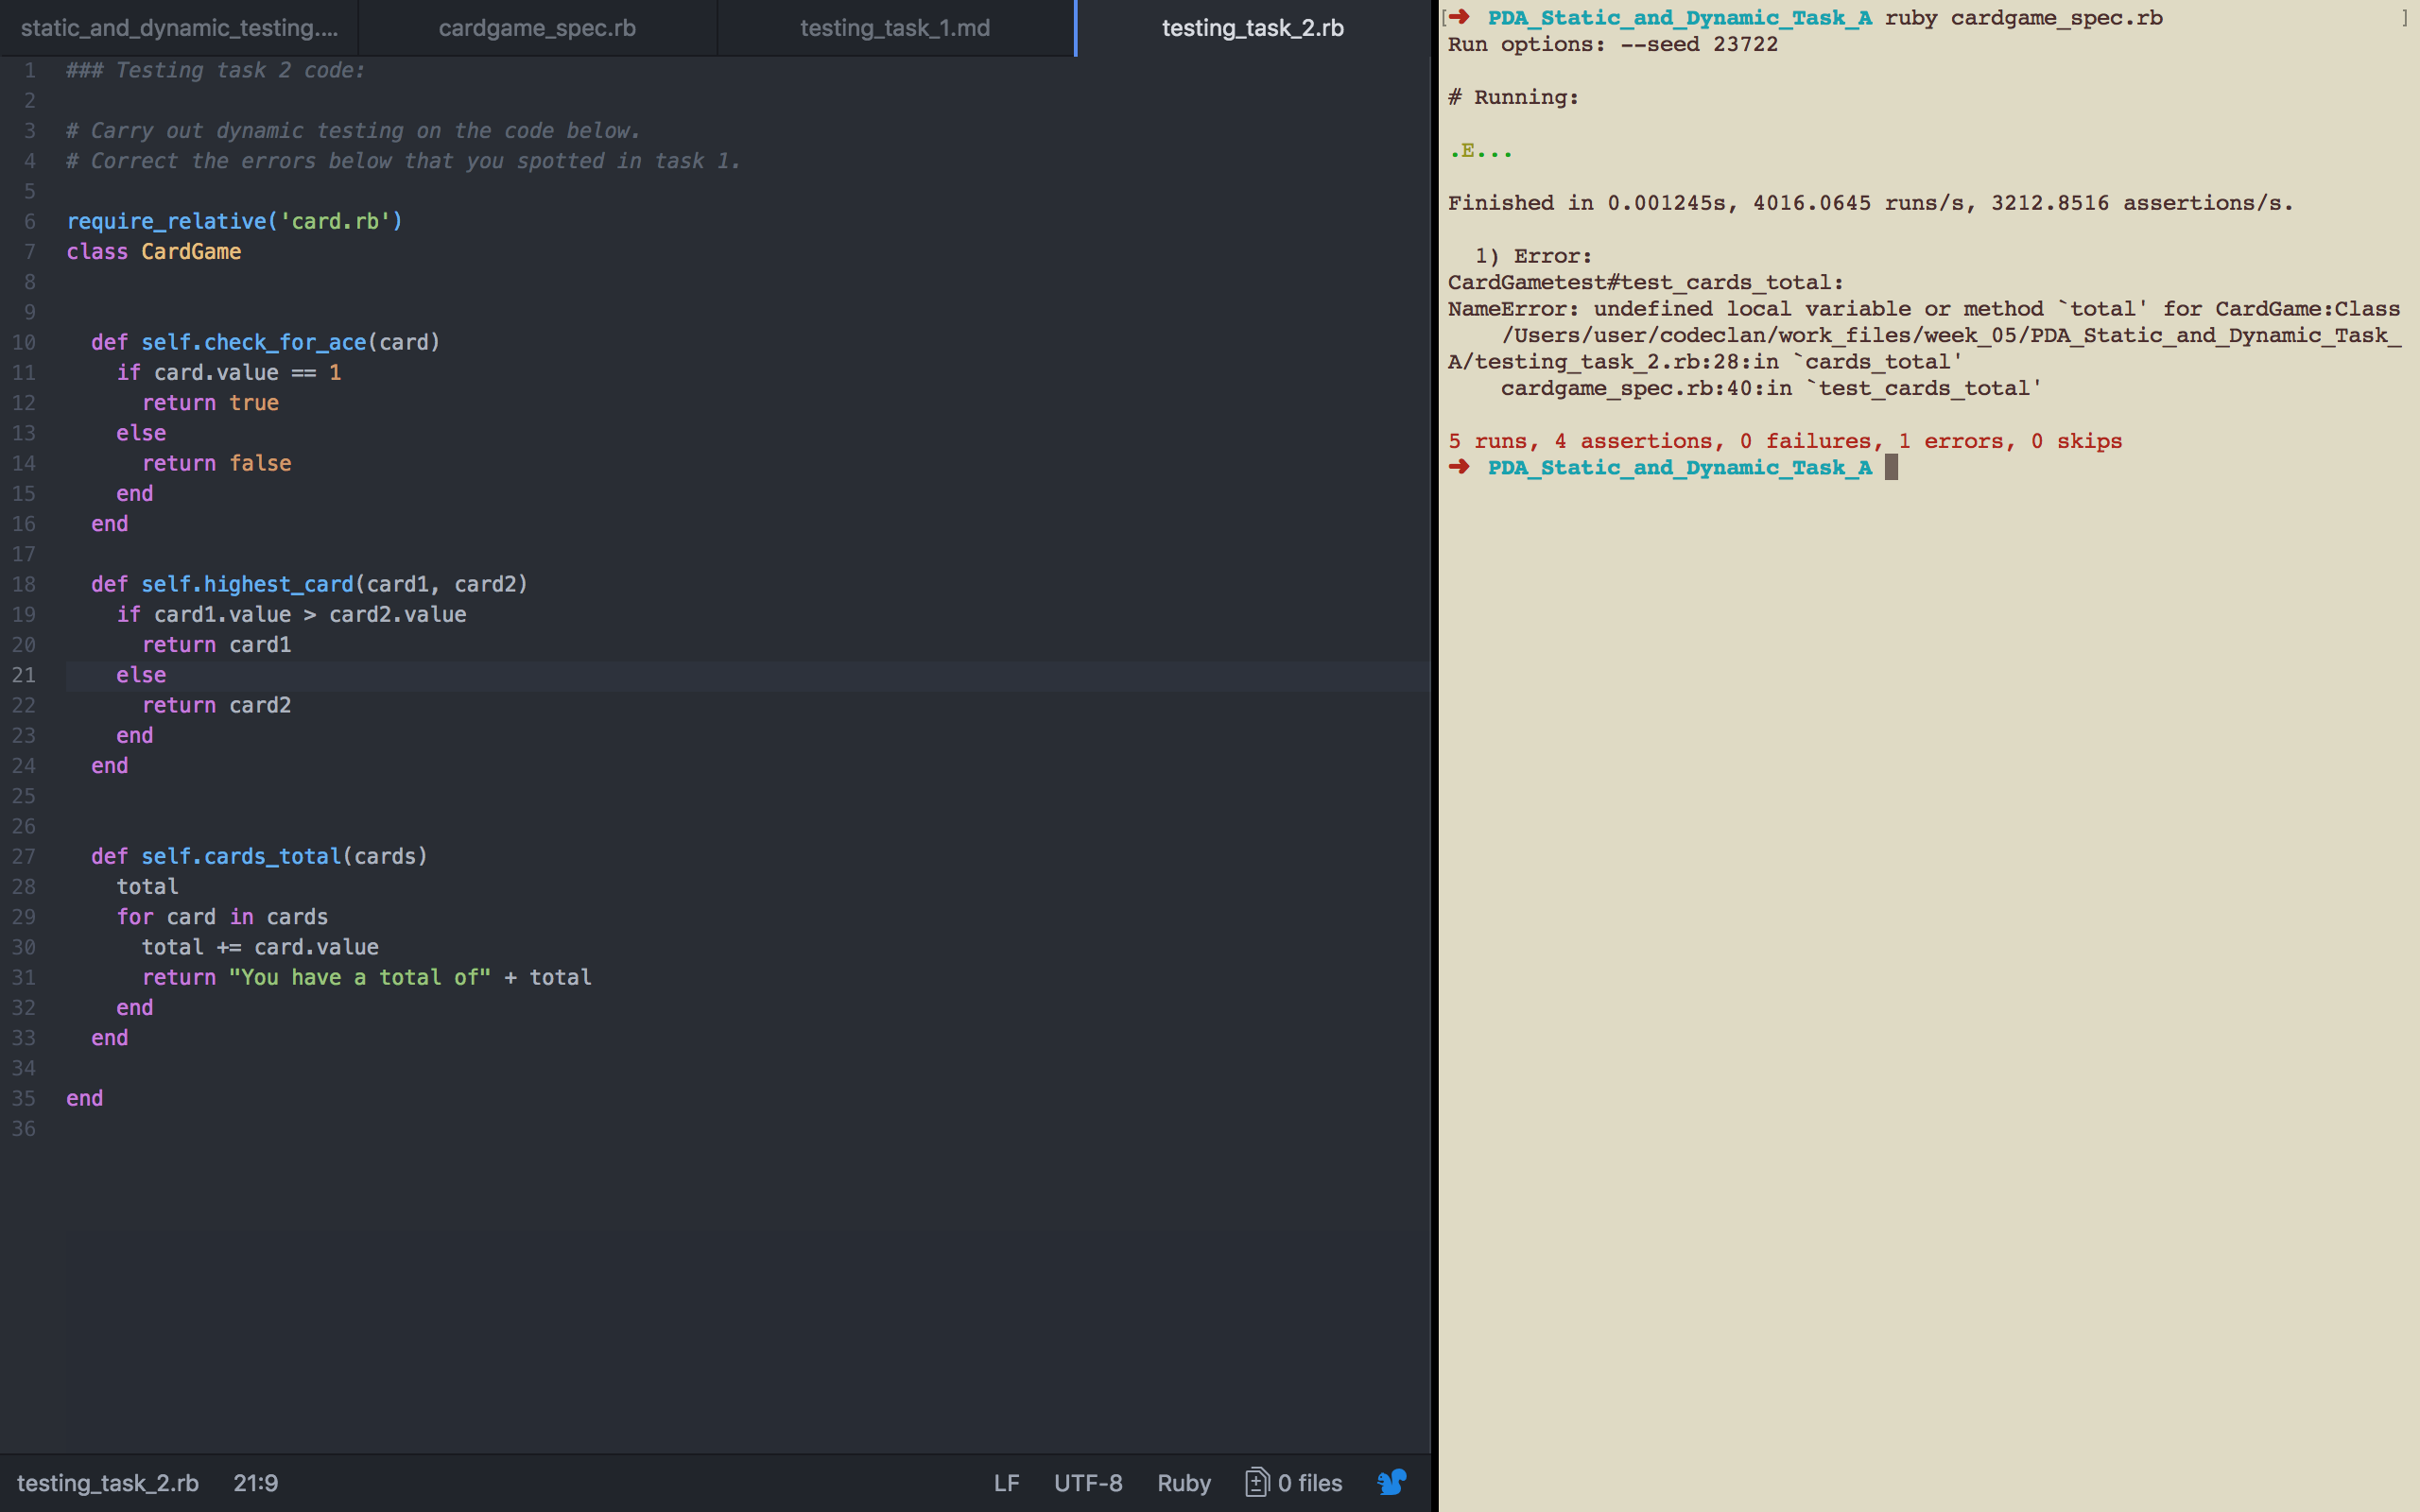 static_and_dynamic_testing....
cardgame_spec.rb
testing_task_1.md
testing_task_2.rb
1 ### Testing task 2 code:
2
3 # Carry out dynamic testing on the code below.
4 # Correct the errors below that you spotted in task 1.
5
6 require_relative('card.rb')
7 class CardGame
8
9
10 def self.check_for_ace(card)
11 if card.value == 1
12 return true
13 else
14 return false
15 end
16 end
17
18 def self.highest_card(card1, card2)
19 if card1.value > card2.value
20 return card1
21 else
22 return card2
23 end
24 end
25
26
27 def self.cards_total(cards)
28 total
29 for card in cards
30 total += card.value
31 return "You have a total of" + total
32 end
33 end
34
35 end
36
testing_task_2.rb 21:9 LF UTF-8 Ruby 0 files
[➜ PDA_Static_and_Dynamic_Task_A ruby cardgame_spec.rb ]
Run options: --seed 23722
# Running:
.E...
Finished in 0.001245s, 4016.0645 runs/s, 3212.8516 assertions/s.
1) Error:
CardGametest#test_cards_total:
NameError: undefined local variable or method `total' for CardGame:Class
/Users/user/codeclan/work_files/week_05/PDA_Static_and_Dynamic_Task_
A/testing_task_2.rb:28:in `cards_total'
cardgame_spec.rb:40:in `test_cards_total'
5 runs, 4 assertions, 0 failures, 1 errors, 0 skips
➜ PDA_Static_and_Dynamic_Task_A